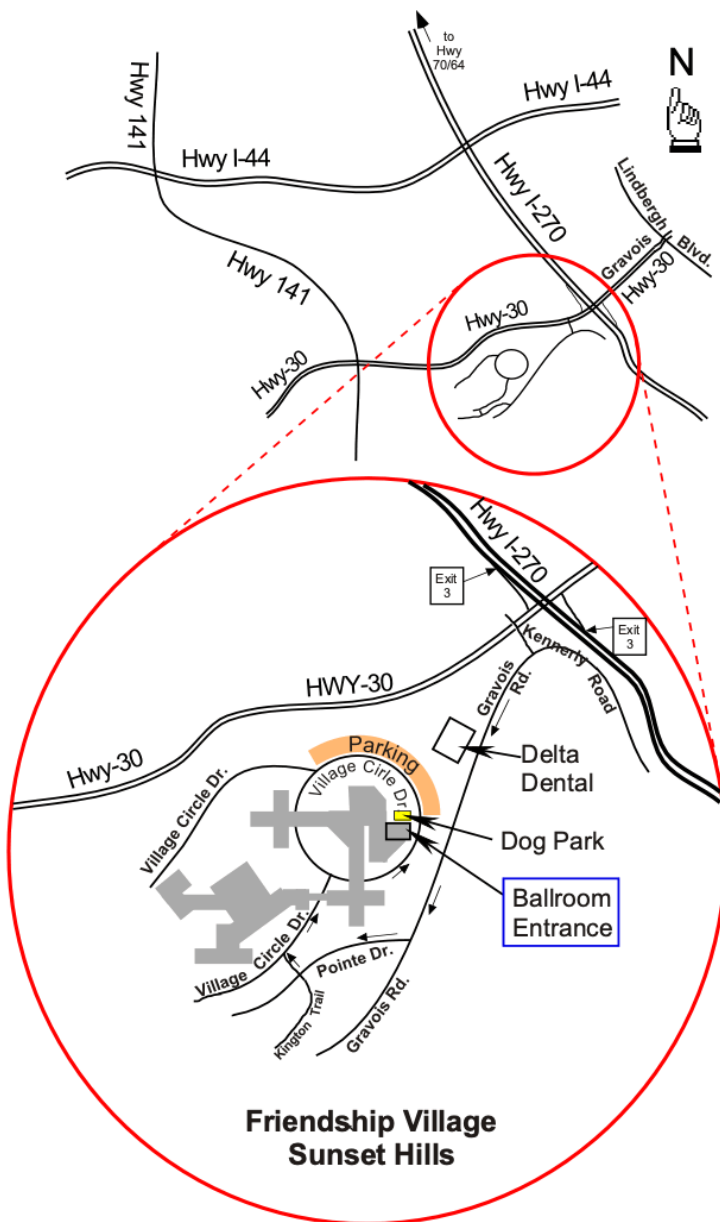 to
Hwy
70/64
N
Hwy 141
Hwy I-44
Hwy I-44
Hwy I-270
Lindbergh
Blvd.
Gravois
Hwy-30
Hwy 141
Hwy-30
Hwy-30
Hwy I-270
Exit
3
Exit
3
Kennerly
Road
Gravois
Rd.
HWY-30
Hwy-30
Parking
Village Cirle Dr.
Delta
Dental
Village Circle Dr.
Dog Park
Ballroom
Entrance
Village Circle Dr.
Pointe Dr.
Kington Trail
Gravois Rd.
Friendship Village
Sunset Hills